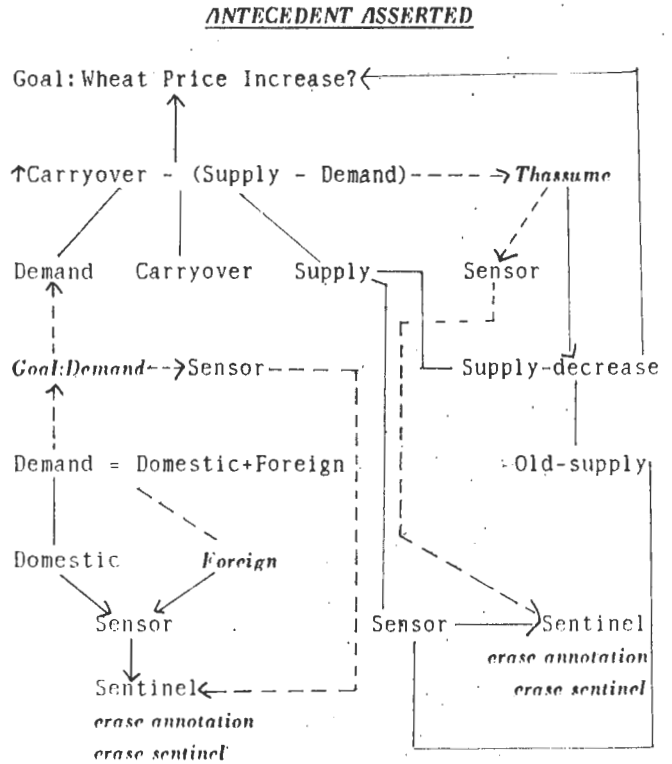 ANTECEDENT ASSERTED
Goal: Wheat Price Increase?
↑Carryover - (Supply - Demand) Thassume
Demand Carryover Supply Sensor
Goal:Demand Sensor Supply-decrease
Demand = Domestic+Foreign Old-supply
Domestic Foreign
Sensor Sensor Sentinel
erase annotation
Sentinel erase sentinel
erase annotation
erase sentinel